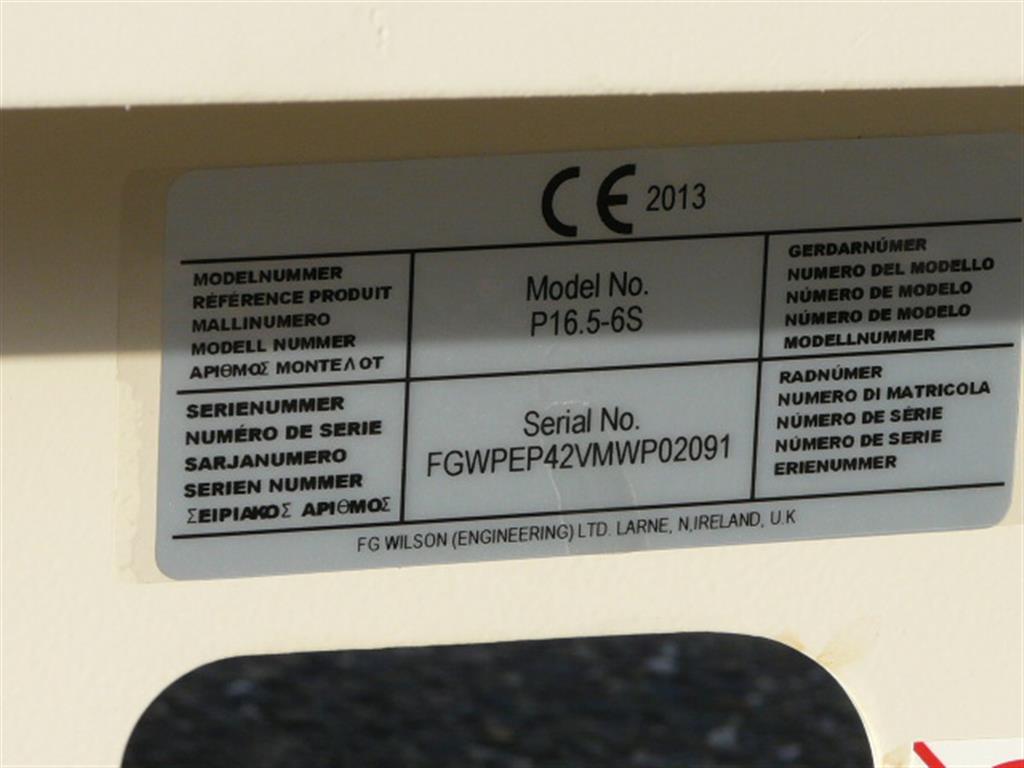 CE 2013
MODELNUMMER
RÉFÉRENCE PRODUIT
MALLINUMERO
MODELL NUMMER
ΑΡΙΘΜΟΣ ΜΟΝΤΕΛΟΤ
Model No.
P16.5-6S
GERDARNÚMER
NUMERO DEL MODELLO
NÚMERO DE MODELO
NÚMERO DE MODELO
MODELLNUMMER
SERIENUMMER
NUMÉRO DE SERIE
SARJANUMERO
SERIEN NUMMER
ΣΕΙΡΙΑΚΟΣ ΑΡΙΘΜΟΣ
Serial No.
FGWPEP42VMWP02091
RADNÚMER
NUMERO DI MATRICOLA
NÚMERO DE SÉRIE
NÚMERO DE SERIE
ERIENUMMER
FG WILSON (ENGINEERING) LTD. LARNE, N,IRELAND, U.K